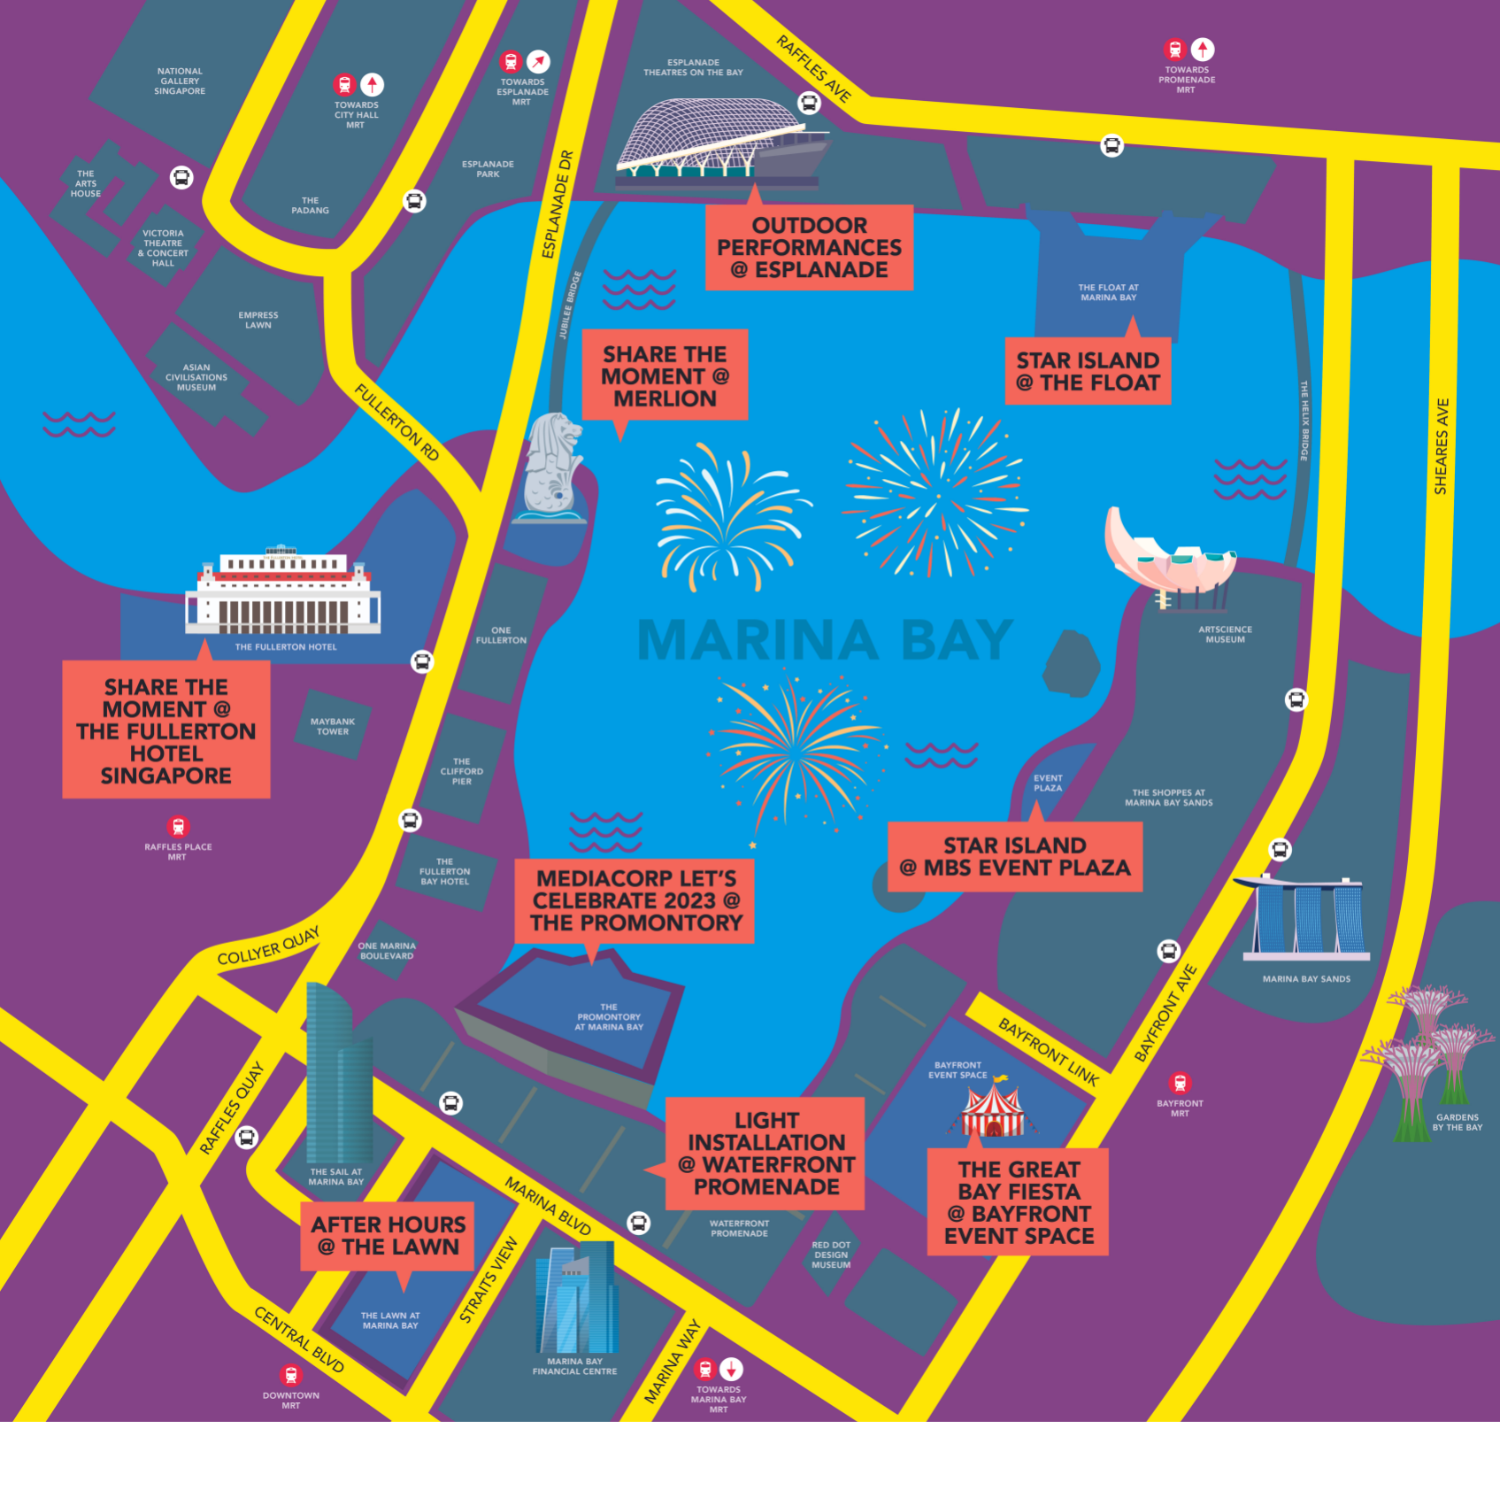 NATIONAL
GALLERY
SINGAPORE
TOWARDS
CITY HALL
MRT
TOWARDS
ESPLANADE
MRT
ESPLANADE
THEATRES ON THE BAY
RAFFLES AVE
TOWARDS
PROMENADE
MRT
THE
ARTS
HOUSE
VICTORIA
THEATRE
& CONCERT
HALL
THE
PADANG
ESPLANADE
PARK
ESPLANADE DR
JUBILEE BRIDGE
OUTDOOR
PERFORMANCES
@ ESPLANADE
THE FLOAT AT
MARINA BAY
STAR ISLAND
@ THE FLOAT
EMPRESS
LAWN
ASIAN
CIVILISATIONS
MUSEUM
FULLERTON RD
SHARE THE
MOMENT @
MERLION
THE HELIX BRIDGE
SHEARES AVE
THE FULLERTON HOTEL
SHARE THE
MOMENT @
THE FULLERTON
HOTEL
SINGAPORE
ONE
FULLERTON
MARINA BAY
ARTSCIENCE
MUSEUM
MAYBANK
TOWER
THE
CLIFFORD
PIER
EVENT
PLAZA
THE SHOPPES AT
MARINA BAY SANDS
RAFFLES PLACE
MRT
THE
FULLERTON
BAY HOTEL
STAR ISLAND
@ MBS EVENT PLAZA
MEDIACORP LET'S
CELEBRATE 2023 @
THE PROMONTORY
COLLYER QUAY
ONE MARINA
BOULEVARD
MARINA BAY SANDS
THE
PROMONTORY
AT MARINA BAY
BAYFRONT AVE
BAYFRONT LINK
BAYFRONT
EVENT SPACE
BAYFRONT
MRT
GARDENS
BY THE BAY
RAFFLES QUAY
THE SAIL AT
MARINA BAY
LIGHT
INSTALLATION
@ WATERFRONT
PROMENADE
THE GREAT
BAY FIESTA
@ BAYFRONT
EVENT SPACE
MARINA BLVD
WATERFRONT
PROMENADE
RED DOT
DESIGN
MUSEUM
AFTER HOURS
@ THE LAWN
STRAITS VIEW
THE LAWN AT
MARINA BAY
CENTRAL BLVD
MARINA BAY
FINANCIAL CENTRE
MARINA WAY
DOWNTOWN
MRT
TOWARDS
MARINA BAY
MRT